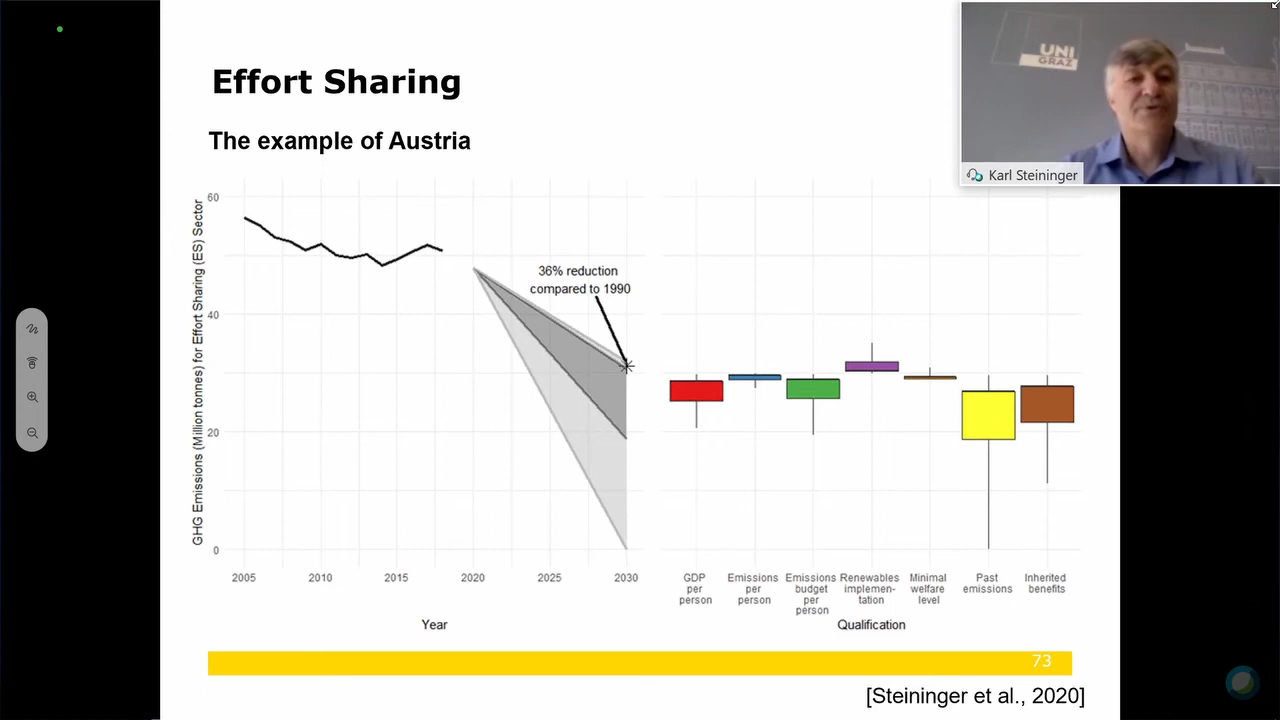 Effort Sharing
The example of Austria
UNI
GRAZ
Karl Steininger
GHG Emissions (Million tonnes) for Effort Sharing (ES) Sector
60
40
20
0
36% reduction
compared to 1990
2005 2010 2015 2020 2025 2030
Year
GDP
per
person
Emissions
per
person
Emissions
budget
per
person
Renewables
implemen-
tation
Minimal
welfare
level
Past
emissions
Inherited
benefits
Qualification
73
[Steininger et al., 2020]